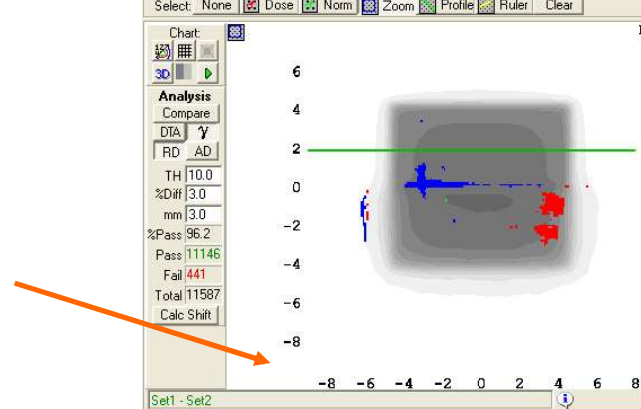 Select: None Dose Norm Zoom Profile Ruler Clear
Chart:
3D
Analysis
Compare
DTA γ
RD AD
TH 10.0
%Diff 3.0
mm 3.0
%Pass 96.2
Pass 11146
Fail 441
Total 11587
Calc Shift
6
4
2
0
-2
-4
-6
-8
-8 -6 -4 -2 0 2 4 6 8
Set1 - Set2